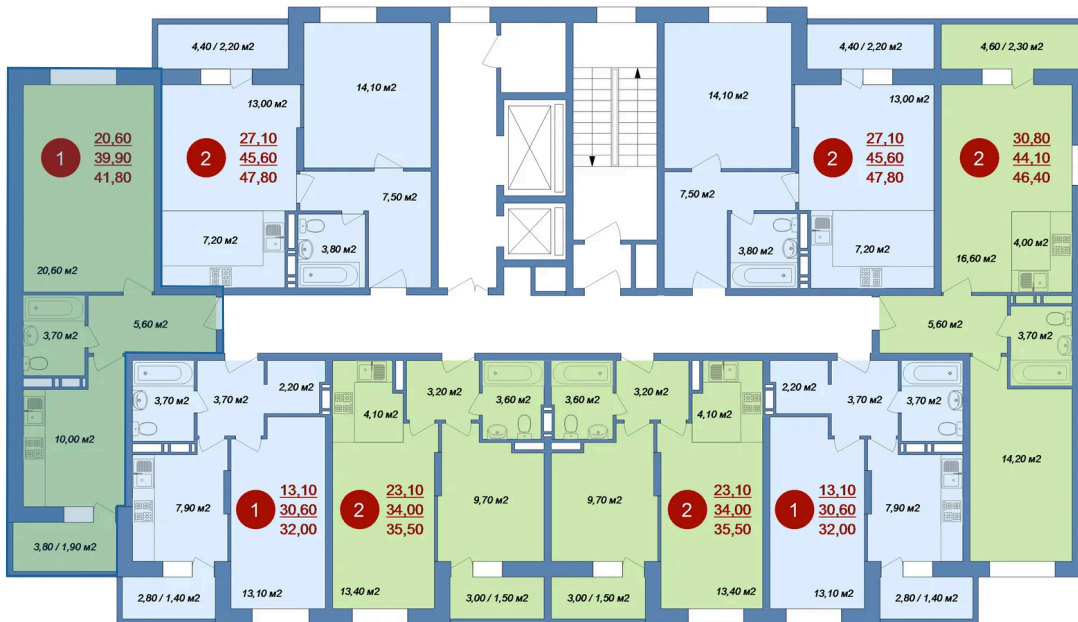 4,40 / 2,20 м2
14,10 м2
13,00 м2
2
27,10
45,60
47,80
7,50 м2
3,80 м2
7,20 м2
1
20,60
39,90
41,80
20,60 м2
3,70 м2
5,60 м2
10,00 м2
3,80 / 1,90 м2
14,10 м2
4,40 / 2,20 м2
13,00 м2
2
27,10
45,60
47,80
7,50 м2
3,80 м2
7,20 м2
4,60 / 2,30 м2
2
30,80
44,10
46,40
4,00 м2
16,60 м2
5,60 м2
3,70 м2
14,20 м2
3,70 м2
3,70 м2
2,20 м2
7,90 м2
1
13,10
30,60
32,00
13,10 м2
2,80 / 1,40 м2
4,10 м2
3,20 м2
3,60 м2
2
23,10
34,00
35,50
9,70 м2
13,40 м2
3,00 / 1,50 м2
3,60 м2
3,20 м2
4,10 м2
9,70 м2
2
23,10
34,00
35,50
3,00 / 1,50 м2
13,40 м2
2,20 м2
3,70 м2
3,70 м2
1
13,10
30,60
32,00
7,90 м2
13,10 м2
2,80 / 1,40 м2